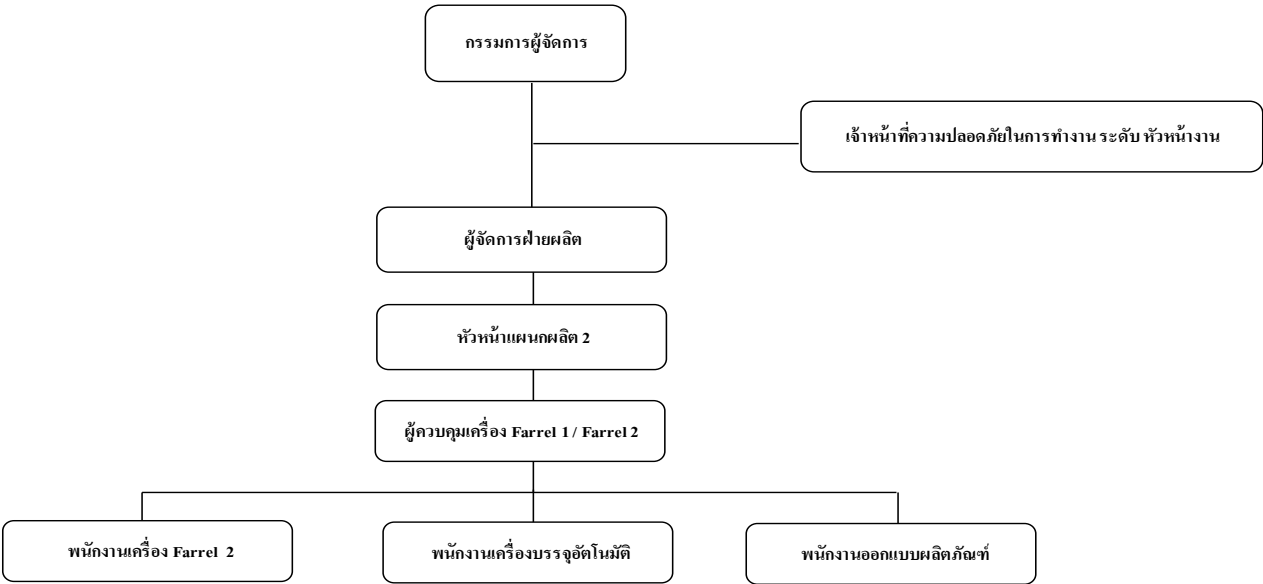 กรรมการผู้จัดการ
เจ้าหน้าที่ความปลอดภัยในการทำงาน ระดับ หัวหน้างาน
ผู้จัดการฝ่ายผลิต
หัวหน้าแผนกผลิต 2
ผู้ควบคุมเครื่อง Farrel 1 / Farrel 2
พนักงานเครื่อง Farrel 2
พนักงานเครื่องบรรจุอัตโนมัติ
พนักงานออกแบบผลิตภัณฑ์